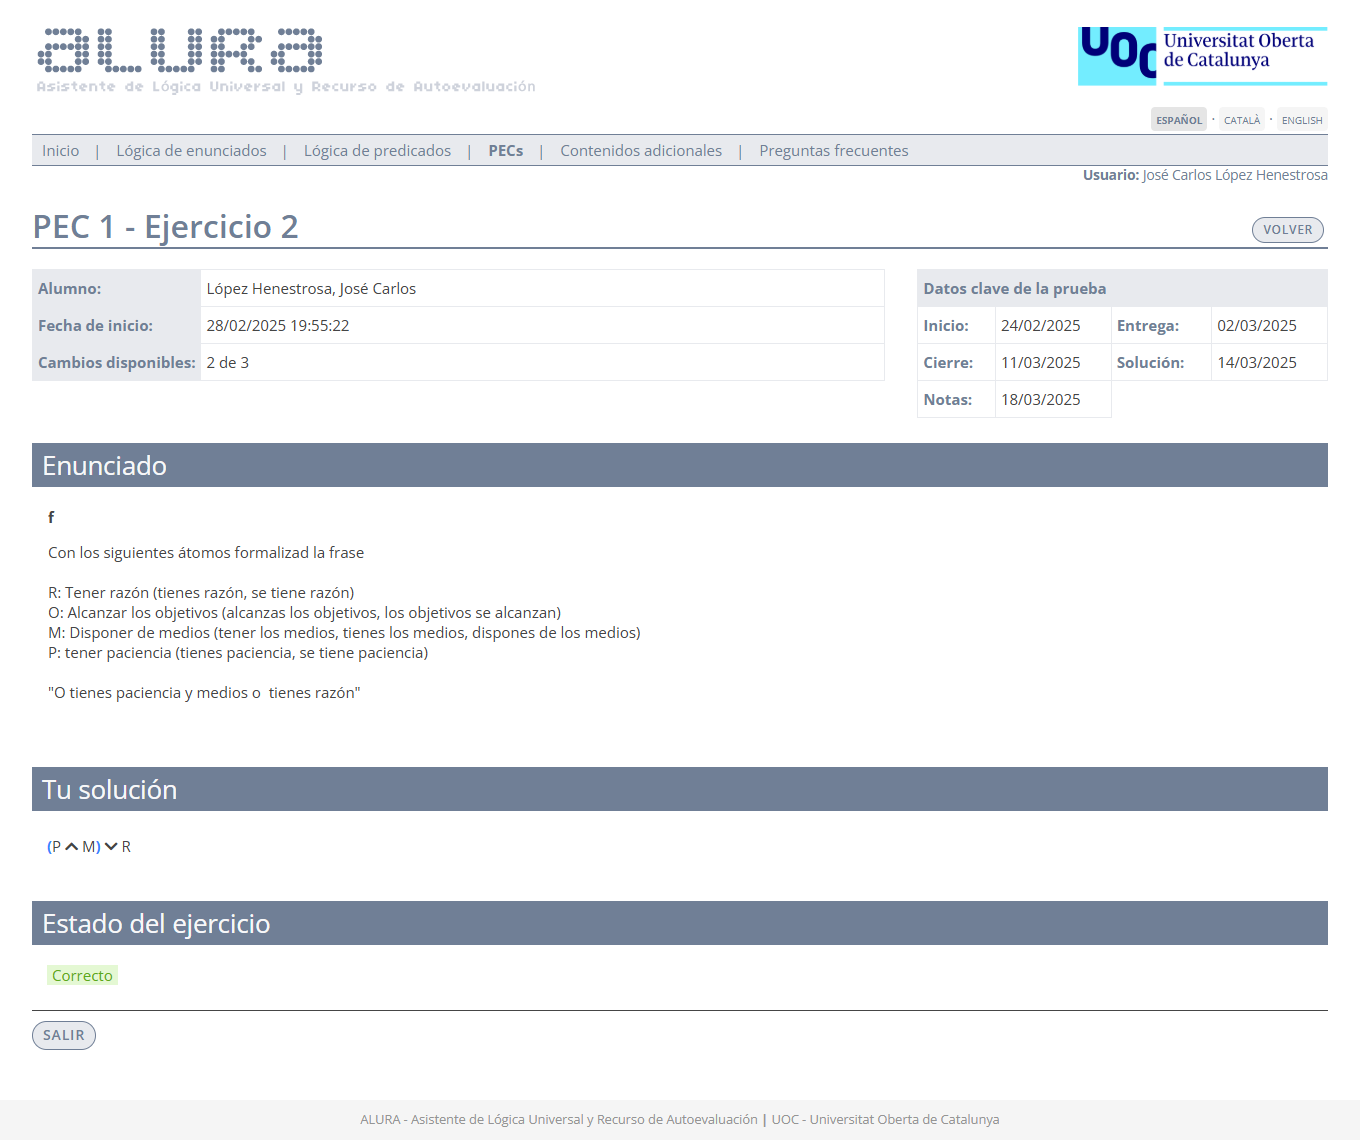 ALURA
Asistente de Lógica Universal y Recurso de Autoevaluación
UOC Universitat Oberta
de Catalunya
ESPAÑOL · CATALÀ · ENGLISH
Inicio | Lógica de enunciados | Lógica de predicados | PECs | Contenidos adicionales | Preguntas frecuentes
Usuario: José Carlos López Henestrosa
PEC 1 - Ejercicio 2
VOLVER
Alumno: López Henestrosa, José Carlos
Fecha de inicio: 28/02/2025 19:55:22
Cambios disponibles: 2 de 3
Datos clave de la prueba
Inicio: 24/02/2025 Entrega: 02/03/2025
Cierre: 11/03/2025 Solución: 14/03/2025
Notas: 18/03/2025
Enunciado
f
Con los siguientes átomos formalizad la frase
R: Tener razón (tienes razón, se tiene razón)
O: Alcanzar los objetivos (alcanzas los objetivos, los objetivos se alcanzan)
M: Disponer de medios (tener los medios, tienes los medios, dispones de los medios)
P: tener paciencia (tienes paciencia, se tiene paciencia)
"O tienes paciencia y medios o  tienes razón"
Tu solución
(P ∧ M) ∨ R
Estado del ejercicio
Correcto
SALIR
ALURA - Asistente de Lógica Universal y Recurso de Autoevaluación | UOC - Universitat Oberta de Catalunya